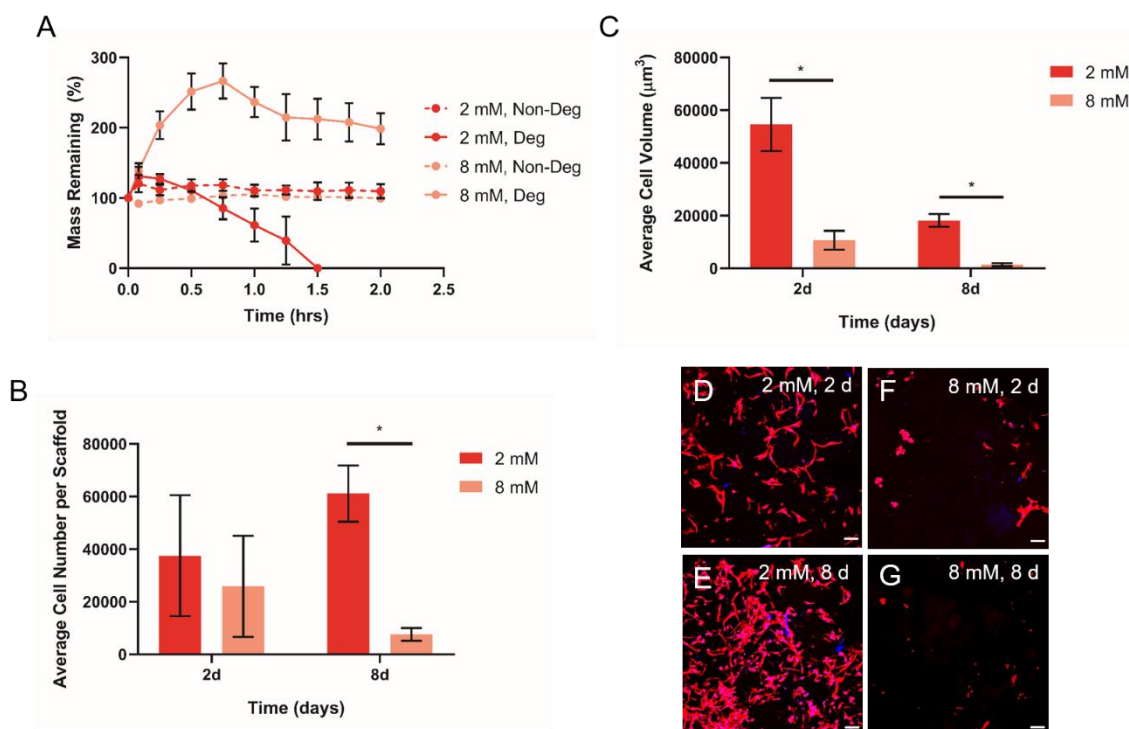 A
Mass Remaining (%)
300
200
100
0
0.0 0.5 1.0 1.5 2.0 2.5
Time (hrs)
2 mM, Non-Deg
2 mM, Deg
8 mM, Non-Deg
8 mM, Deg
C
Average Cell Volume (μm³)
80000
60000
40000
20000
0
*
*
2d 8d
Time (days)
2 mM
8 mM
B
Average Cell Number per Scaffold
80000
60000
40000
20000
0
*
2d 8d
Time (days)
2 mM
8 mM
D 2 mM, 2 d
F 8 mM, 2 d
E 2 mM, 8 d
G 8 mM, 8 d